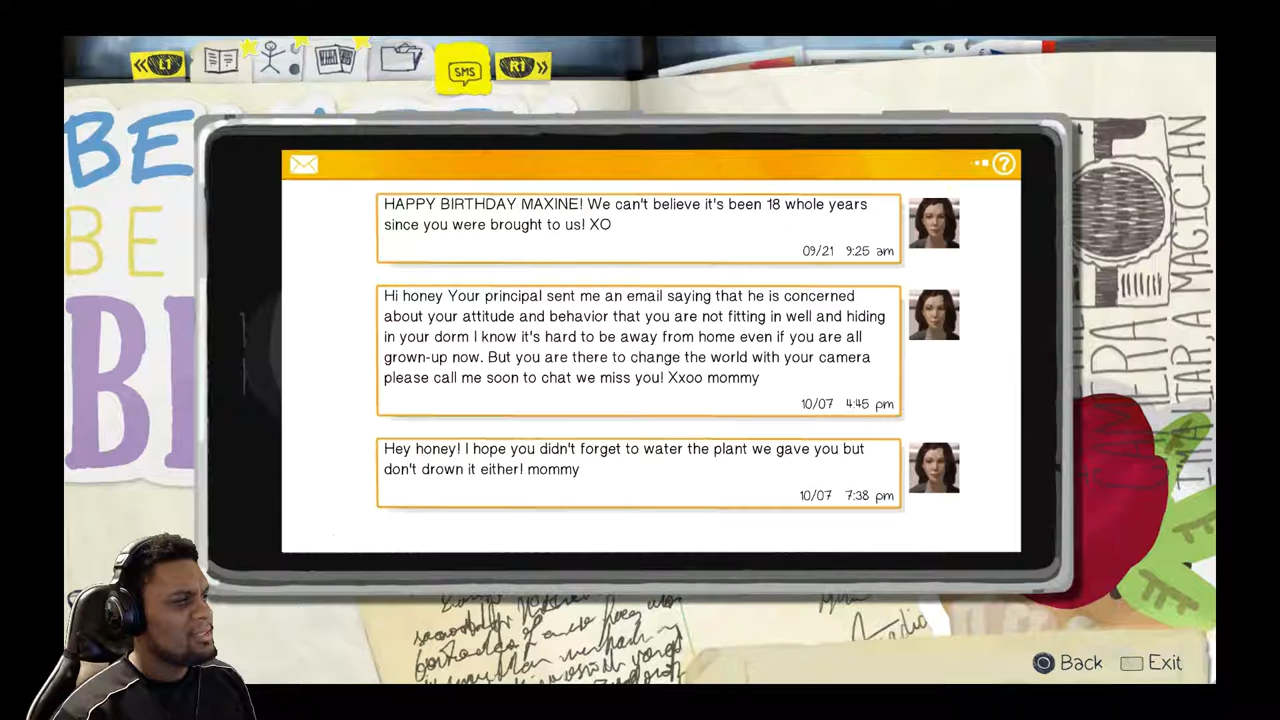 LT
SMS
R1
HAPPY BIRTHDAY MAXINE! We can't believe it's been 18 whole years
since you were brought to us! XO
09/21 9:25 am
Hi honey Your principal sent me an email saying that he is concerned
about your attitude and behavior that you are not fitting in well and hiding
in your dorm I know it's hard to be away from home even if you are all
grown-up now. But you are there to change the world with your camera
please call me soon to chat we miss you! Xxoo mommy
10/07 4:45 pm
Hey honey! I hope you didn't forget to water the plant we gave you but
don't drown it either! mommy
10/07 7:38 pm
BE
BE
A MAGICIAN
Back
Exit